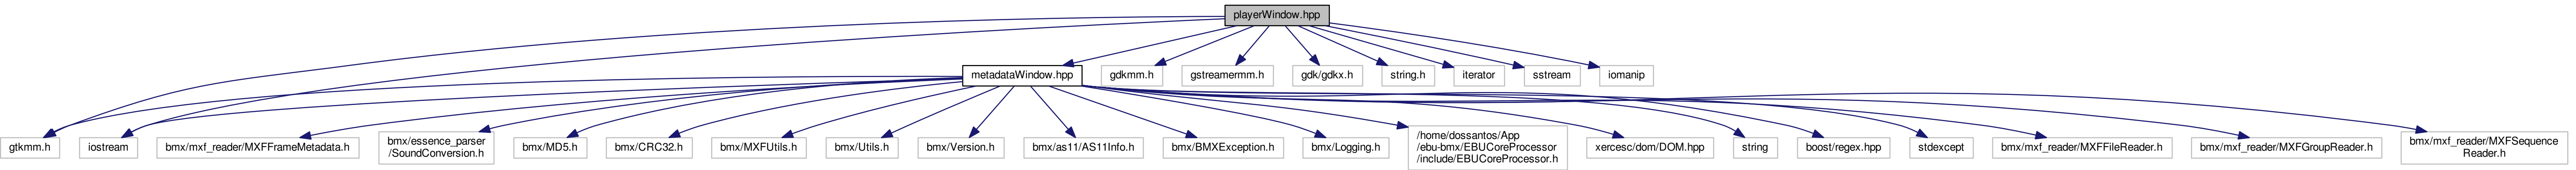 playerWindow.hpp
metadataWindow.hpp
gdkmm.h
gstreamermm.h
gdk/gdkx.h
string.h
iterator
sstream
iomanip
gtkmm.h
iostream
bmx/mxf_reader/MXFFrameMetadata.h
bmx/essence_parser
/SoundConversion.h
bmx/MD5.h
bmx/CRC32.h
bmx/MXFUtils.h
bmx/Utils.h
bmx/Version.h
bmx/as11/AS11Info.h
bmx/BMXException.h
bmx/Logging.h
/home/dossantos/App
/ebu-bmx/EBUCoreProcessor
/include/EBUCoreProcessor.h
xercesc/dom/DOM.hpp
string
boost/regex.hpp
stdexcept
bmx/mxf_reader/MXFFileReader.h
bmx/mxf_reader/MXFGroupReader.h
bmx/mxf_reader/MXFSequence
Reader.h